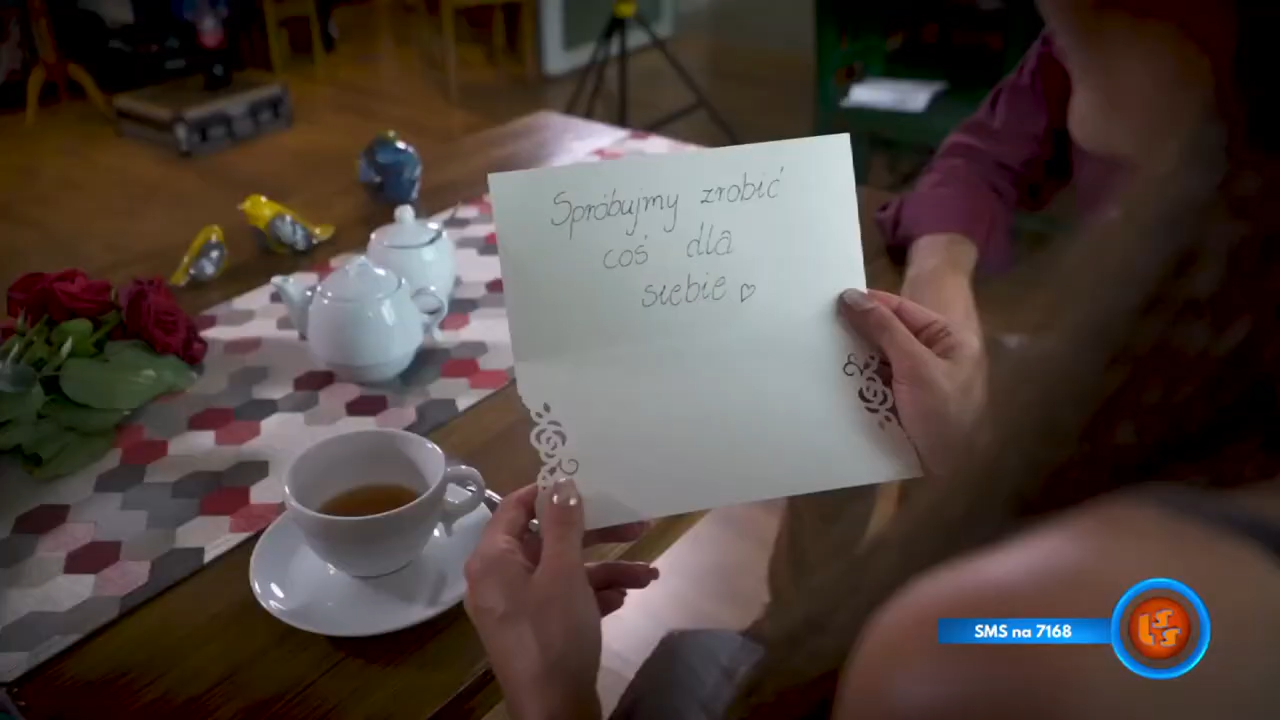 Spróbujmy zrobić
coś dla
siebie ♡
SMS na 7168